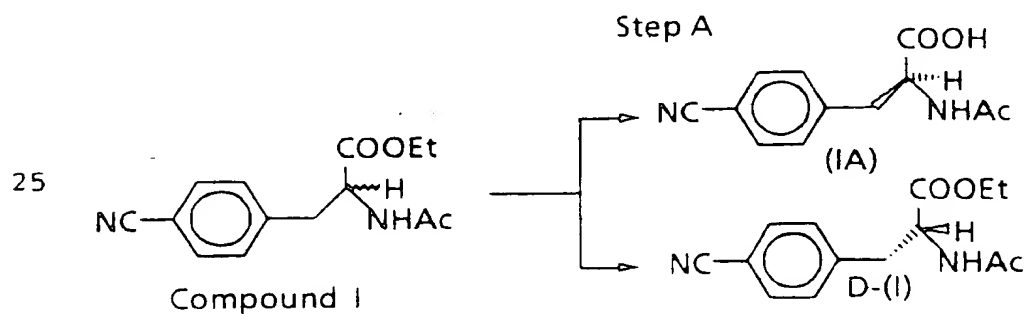 Step A
COOH
H
NC
NHAc
(IA)
25
COOEt
H
NC
NHAc
Compound I
COOEt
H
NC
NHAc
D-(I)